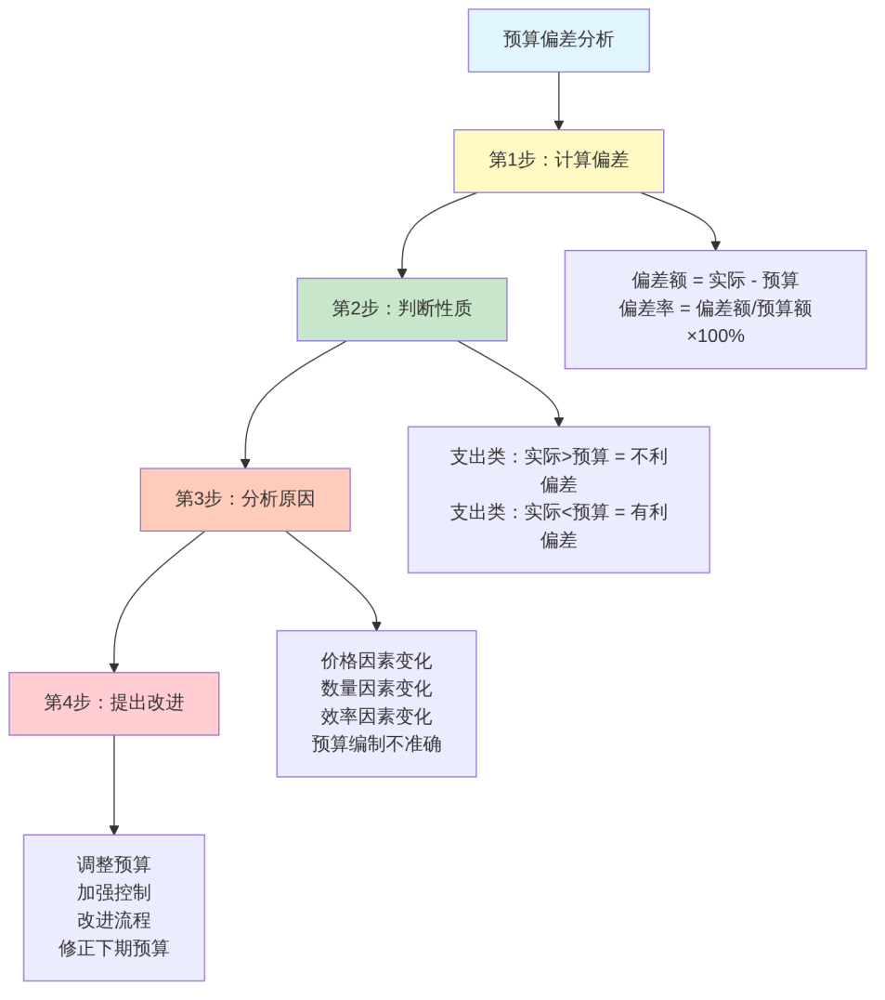 预算偏差分析
第1步：计算偏差
偏差额 = 实际 - 预算
偏差率 = 偏差额/预算额
×100%
第2步：判断性质
支出类：实际>预算 = 不利
偏差
支出类：实际<预算 = 有利
偏差
第3步：分析原因
价格因素变化
数量因素变化
效率因素变化
预算编制不准确
第4步：提出改进
调整预算
加强控制
改进流程
修正下期预算